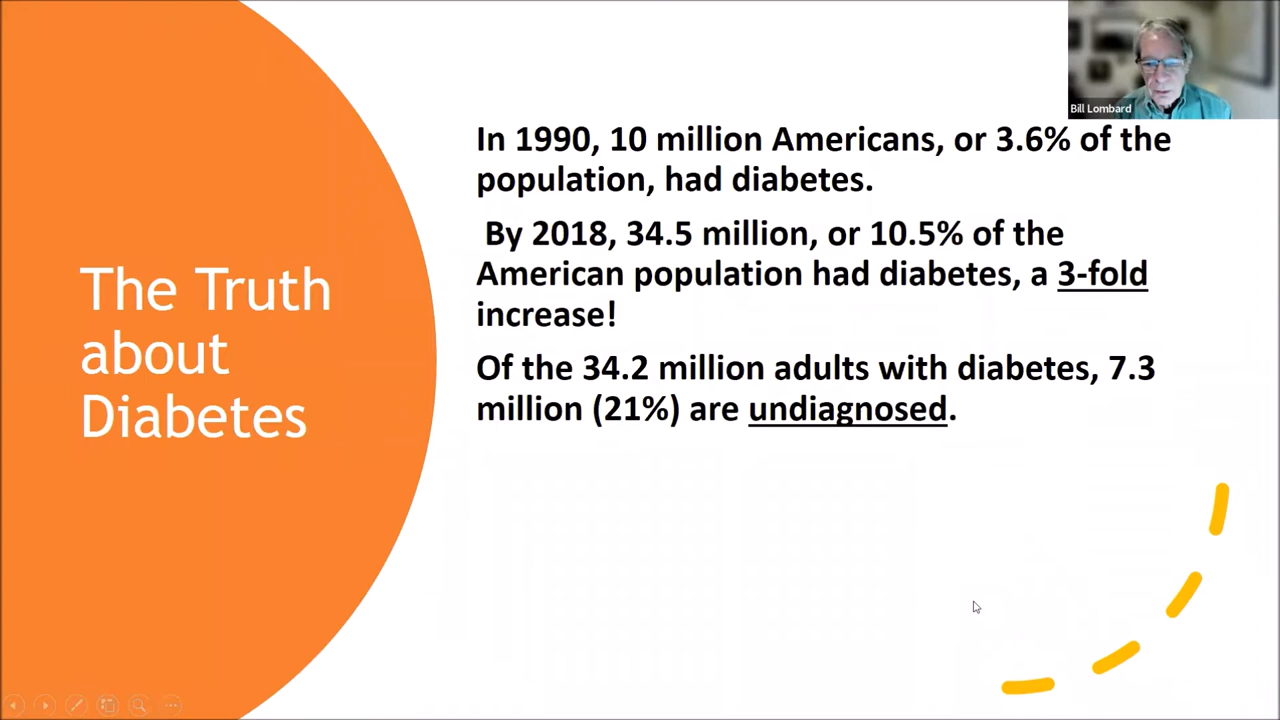 The Truth
about
Diabetes
Bill Lombard
In 1990, 10 million Americans, or 3.6% of the
population, had diabetes.
By 2018, 34.5 million, or 10.5% of the
American population had diabetes, a 3-fold
increase!
Of the 34.2 million adults with diabetes, 7.3
million (21%) are undiagnosed.